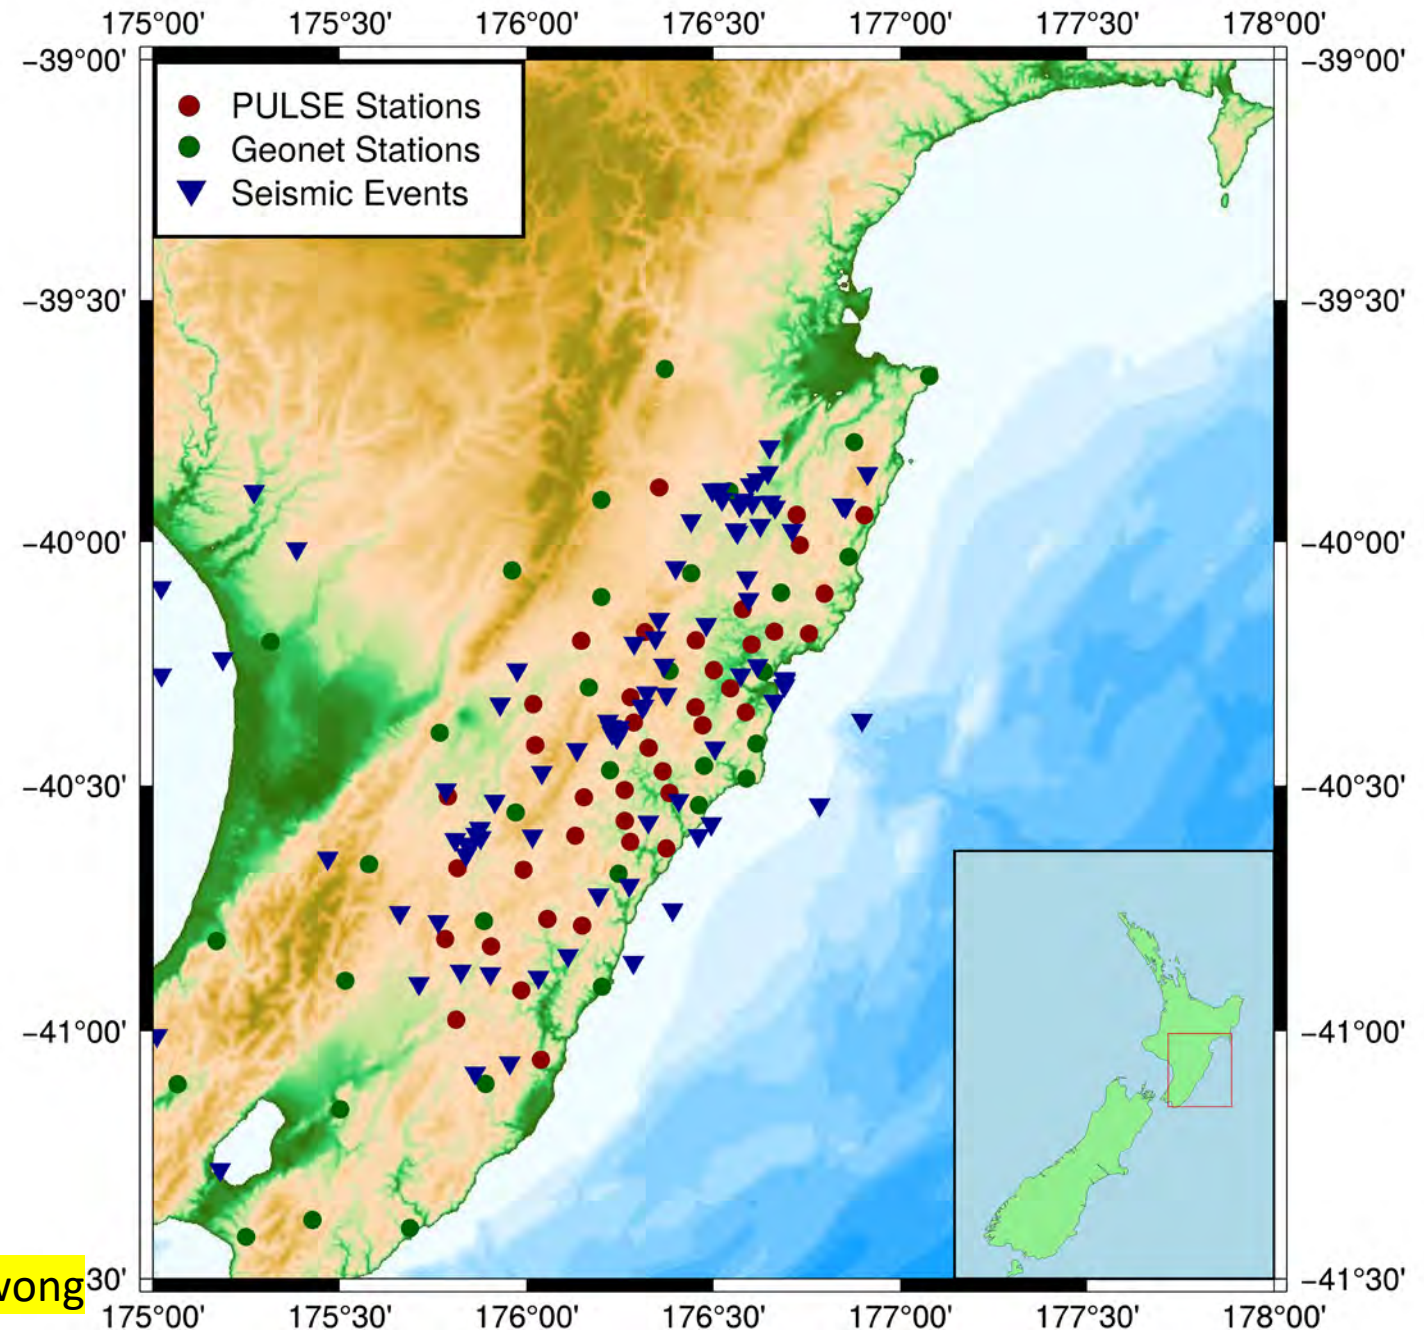 175°00' 175°30' 176°00' 176°30' 177°00' 177°30' 178°00'
−39°00' −39°00'
PULSE Stations
Geonet Stations
Seismic Events
−39°30' −39°30'
−40°00' −40°00'
−40°30' −40°30'
−41°00' −41°00'
wong 30' −41°30'
175°00' 175°30' 176°00' 176°30' 177°00' 177°30' 178°00'